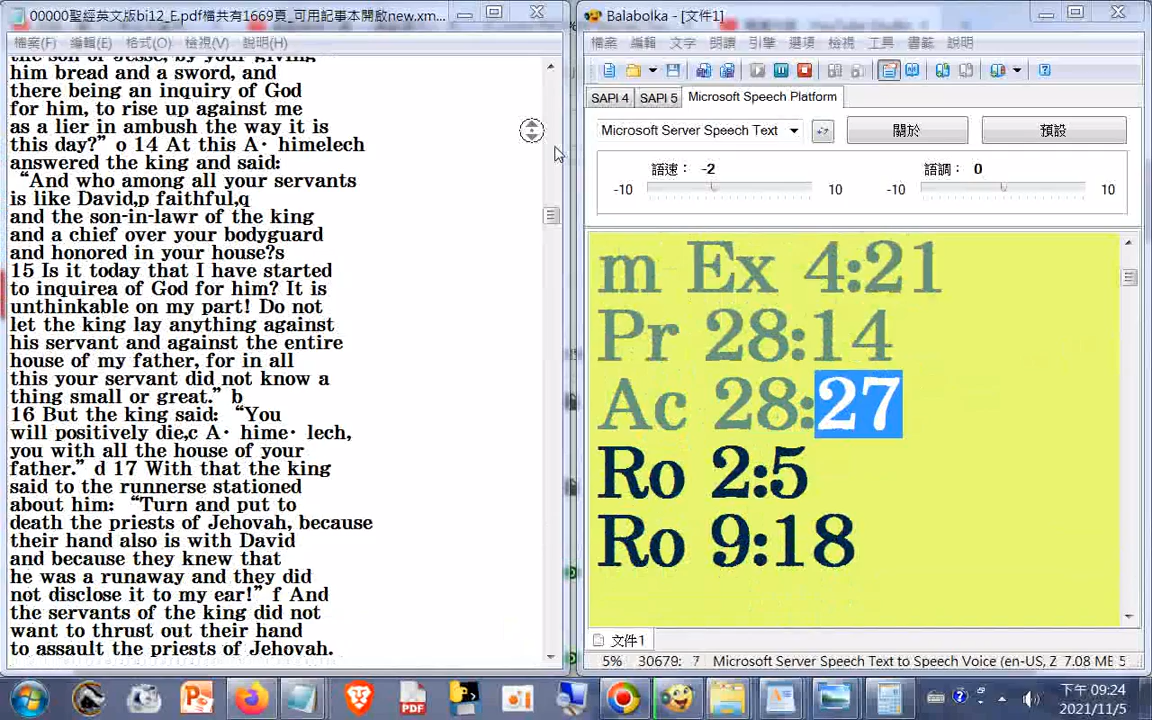 00000聖經英文版bi12_E.pdf檔共有1669頁_可用記事本開啟new.xm...
檔案(F) 編輯(E) 格式(O) 檢視(V) 說明(H)
the son of Jesse, by your giving
him bread and a sword, and
there being an inquiry of God
for him, to rise up against me
as a lier in ambush the way it is
this day?” o 14 At this A· himelech
answered the king and said:
“And who among all your servants
is like David,p faithful,q
and the son-in-lawr of the king
and a chief over your bodyguard
and honored in your house?s
15 Is it today that I have started
to inquirea of God for him? It is
unthinkable on my part! Do not
let the king lay anything against
his servant and against the entire
house of my father, for in all
this your servant did not know a
thing small or great.” b
16 But the king said: “You
will positively die,c A· hime· lech,
you with all the house of your
father.” d 17 With that the king
said to the runnerse stationed
about him: “Turn and put to
death the priests of Jehovah, because
their hand also is with David
and because they knew that
he was a runaway and they did
not disclose it to my ear!” f And
the servants of the king did not
want to thrust out their hand
to assault the priests of Jehovah.
Balabolka - [文件1]
檔案 編輯 文字 朗讀 引擎 選項 檢視 工具 書籤 說明
SAPI 4 SAPI 5 Microsoft Speech Platform
Microsoft Server Speech Text 關於 預設
語速： -2 語調： 0
-10 10 -10 10
m Ex 4:21
Pr 28:14
Ac 28:27
Ro 2:5
Ro 9:18
文件1
5% 30679: 7 Microsoft Server Speech Text to Speech Voice (en-US, Z 7.08 MB 5
下午 09:24
2021/11/5